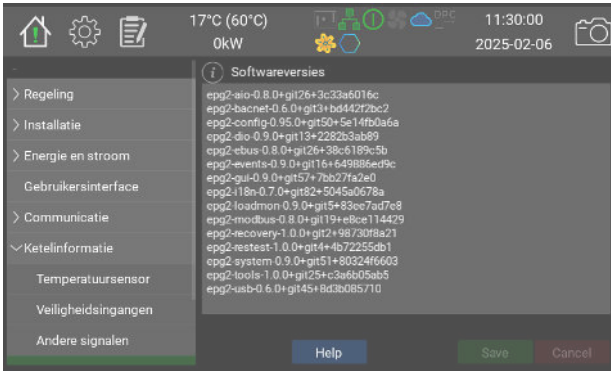 17°C (60°C)
0kW
DPC
11:30:00
2025-02-06
Softwareversies
Regeling
Installatie
Energie en stroom
Gebruikersinterface
Communicatie
Ketelinformatie
Temperatuursensor
Veiligheidsingangen
Andere signalen
epg2-aio-0.8.0+git26+3c33a6016c
epg2-bacnet-0.6.0+git3+bd442f2bc2
epg2-config-0.95.0+git50+5e14fb0a6a
epg2-dio-0.9.0+git13+2282b3ab89
epg2-ebus-0.8.0+git26+38c6189c5b
epg2-events-0.9.0+git16+649886ed9c
epg2-gui-0.9.0+git57+7bb27fa2e0
epg2-i18n-0.7.0+git82+5045a0678a
epg2-loadmon-0.9.0+git5+83ee7ad7e8
epg2-modbus-0.8.0+git19+e8ce114429
epg2-recovery-1.0.0+git2+98730f8a21
epg2-restest-1.0.0+git4+4b72255db1
epg2-system-0.9.0+git51+80324f6603
epg2-tools-1.0.0+git25+c3a6b05ab5
epg2-usb-0.6.0+git45+8d3b085710
Help
Save
Cancel